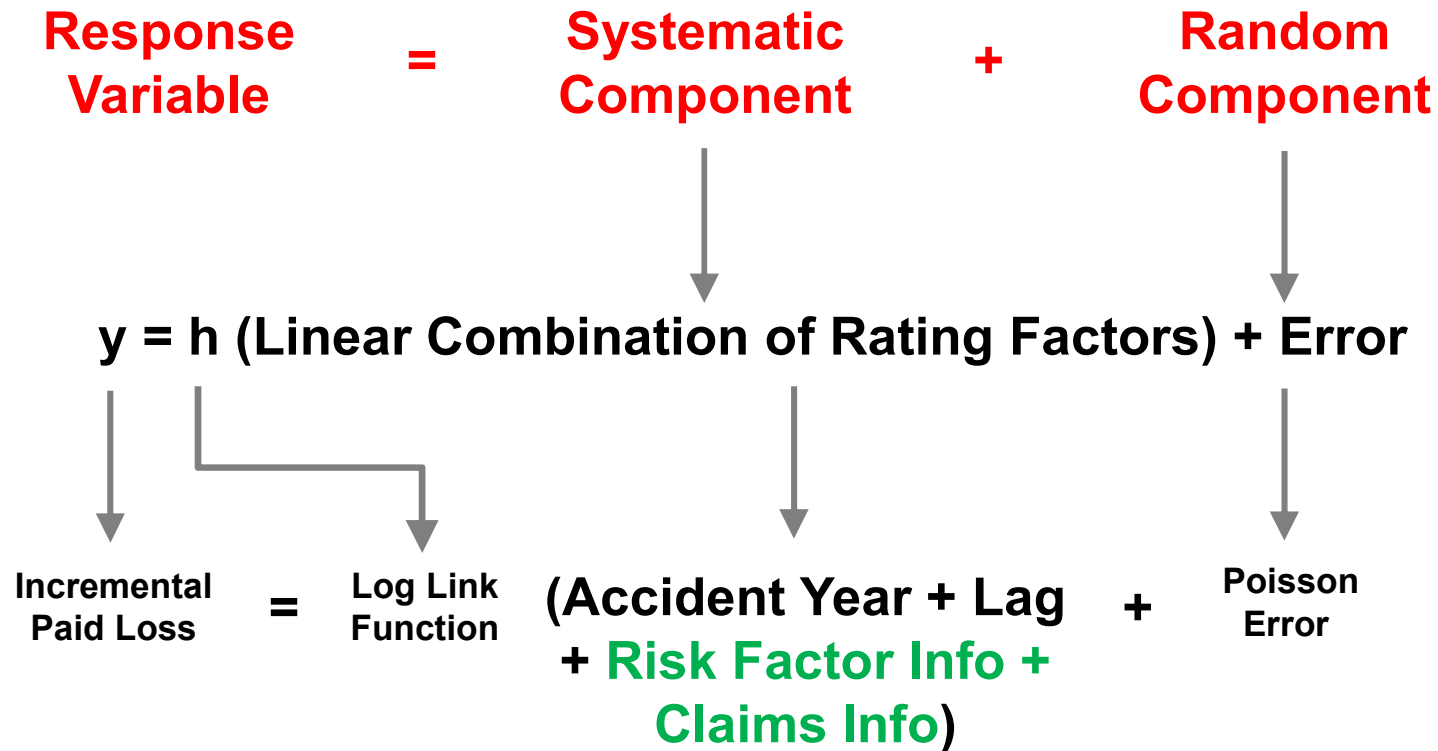 Response Variable = Systematic Component + Random Component
y = h (Linear Combination of Rating Factors) + Error
Incremental Paid Loss = Log Link Function (Accident Year + Lag + Risk Factor Info + Claims Info) + Poisson Error